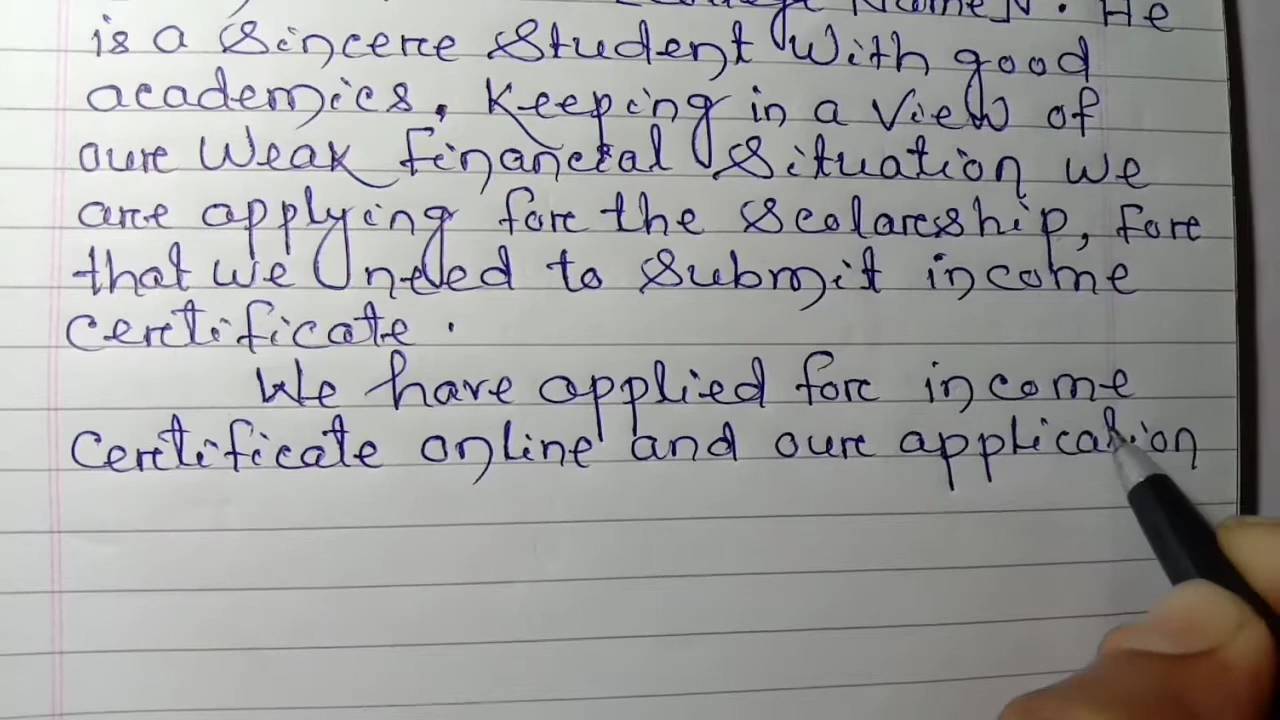 Name]. He
is a Sincere Student With good
academics. Keeping in a View of
our Weak financial Situation we
are applying for the Scolarship, For
that we need to Submit income
certificate.
We have applied for income
Certificate online and our application